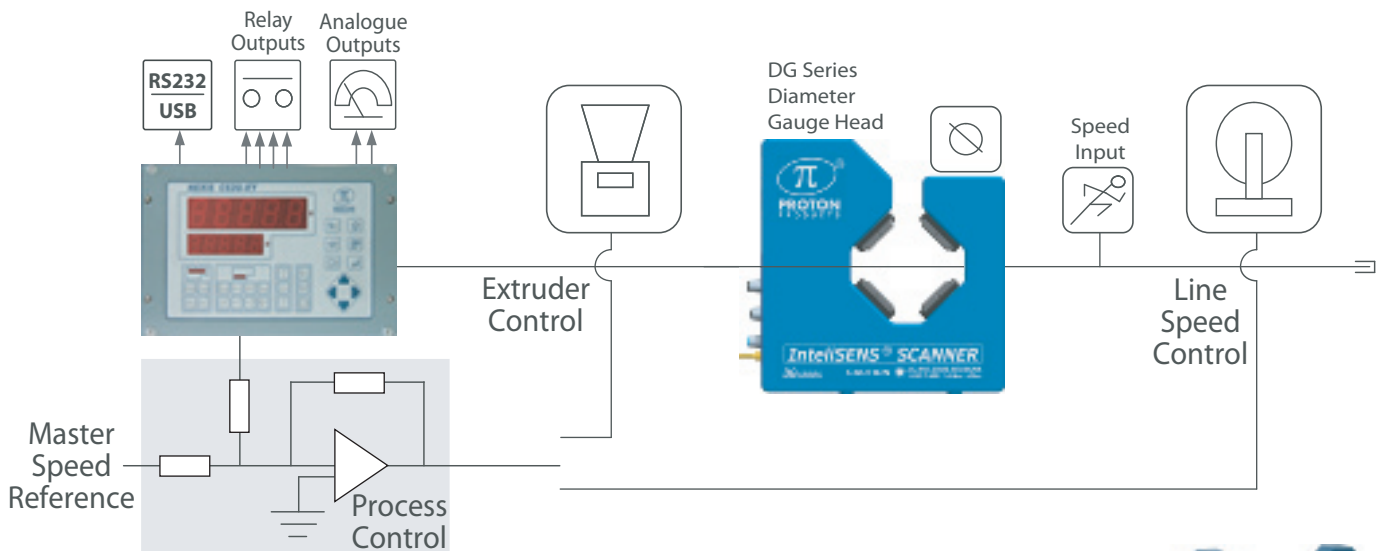 Relay
Outputs
Analogue
Outputs
RS232
USB
DG Series
Diameter
Gauge Head
Speed
Input
π
PROTON
PRODUCTS
Extruder
Control
Line
Speed
Control
InteliSENS® SCANNER
Master
Speed
Reference
Process
Control